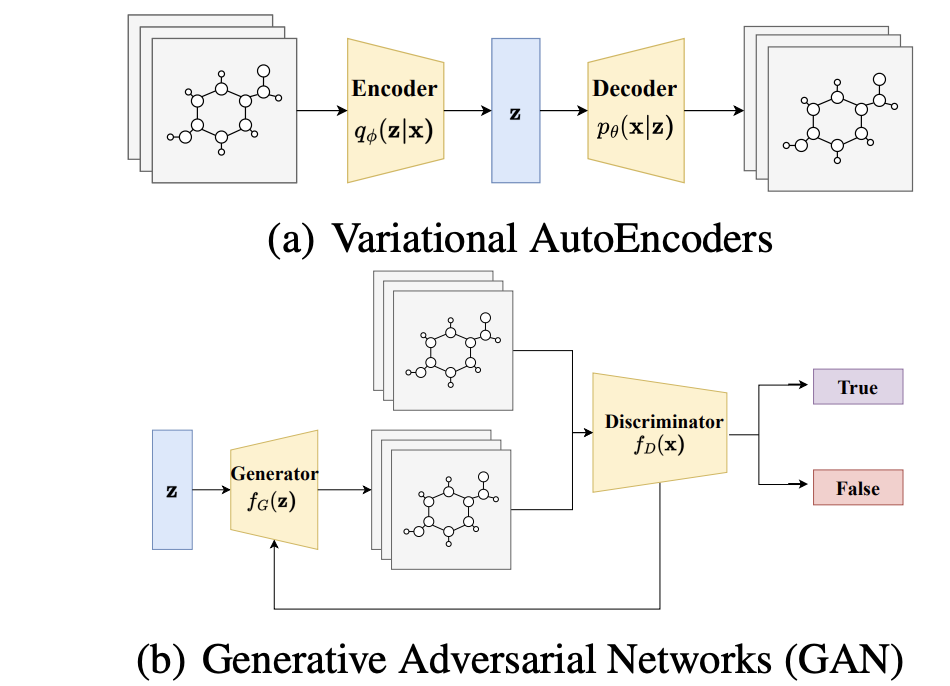 Encoder
qϕ(z|x)
z
Decoder
pθ(x|z)
(a) Variational AutoEncoders
z
Generator
fG(z)
Discriminator
fD(x)
True
False
(b) Generative Adversarial Networks (GAN)